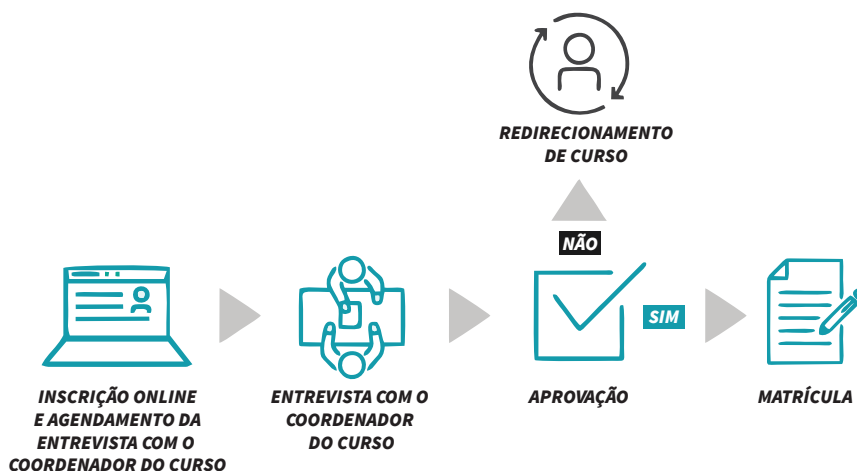 REDIRECIONAMENTO
DE CURSO
NÃO
SIM
INSCRIÇÃO ONLINE
E AGENDAMENTO DA
ENTREVISTA COM O
COORDENADOR DO CURSO
ENTREVISTA COM O
COORDENADOR
DO CURSO
APROVAÇÃO
MATRÍCULA